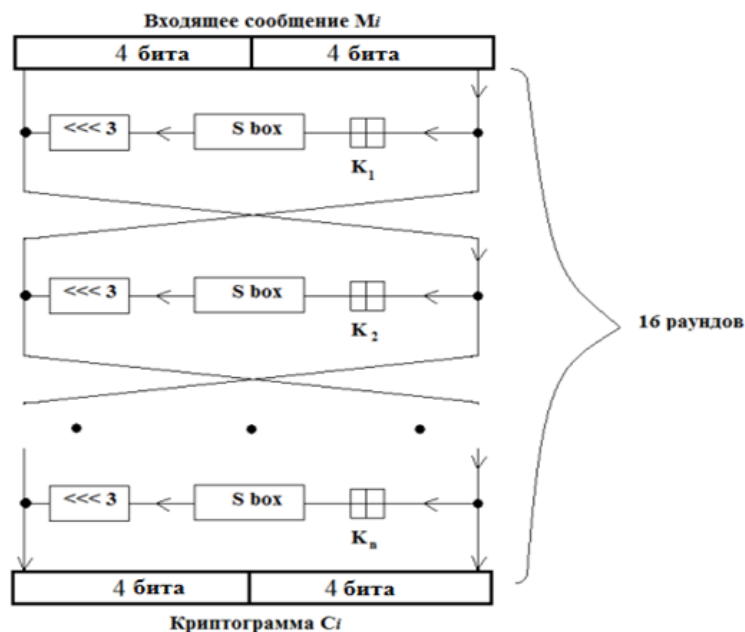 Входящее сообщение Mi
4 бита 4 бита
<<< 3 S box
K1
<<< 3 S box
K2
16 раундов
<<< 3 S box
Kn
4 бита 4 бита
Криптограмма Ci